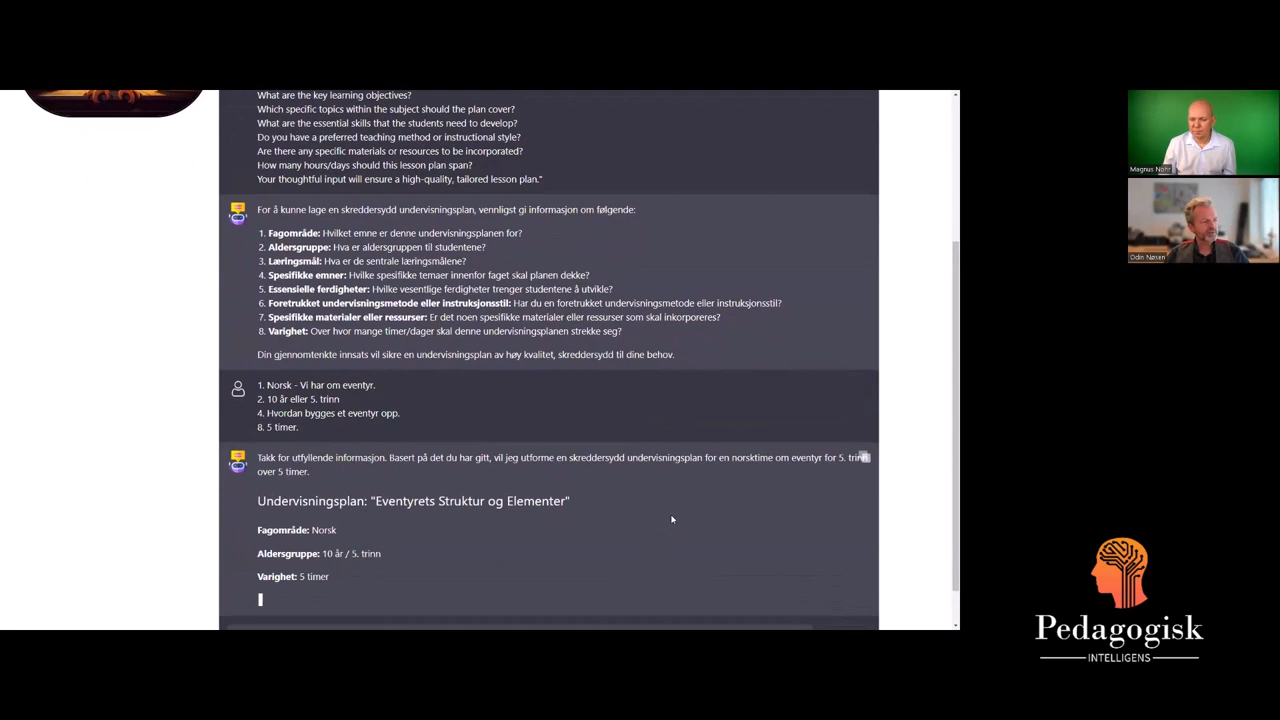 What are the key learning objectives?
Which specific topics within the subject should the plan cover?
What are the essential skills that the students need to develop?
Do you have a preferred teaching method or instructional style?
Are there any specific materials or resources to be incorporated?
How many hours/days should this lesson plan span?
Your thoughtful input will ensure a high-quality, tailored lesson plan."
For å kunne lage en skreddersydd undervisningsplan, vennligst gi informasjon om følgende:
1. Fagområde: Hvilket emne er denne undervisningsplanen for?
2. Aldersgruppe: Hva er aldersgruppen til studentene?
3. Læringsmål: Hva er de sentrale læringsmålene?
4. Spesifikke emner: Hvilke spesifikke temaer innenfor faget skal planen dekke?
5. Essensielle ferdigheter: Hvilke vesentlige ferdigheter trenger studentene å utvikle?
6. Foretrukket undervisningsmetode eller instruksjonsstil: Har du en foretrukket undervisningsmetode eller instruksjonsstil?
7. Spesifikke materialer eller ressurser: Er det noen spesifikke materialer eller ressurser som skal inkorporeres?
8. Varighet: Over hvor mange timer/dager skal denne undervisningsplanen strekke seg?
Din gjennomtenkte innsats vil sikre en undervisningsplan av høy kvalitet, skreddersydd til dine behov.
1. Norsk - Vi har om eventyr.
2. 10 år eller 5. trinn
4. Hvordan bygges et eventyr opp.
8. 5 timer.
Takk for utfyllende informasjon. Basert på det du har gitt, vil jeg utforme en skreddersydd undervisningsplan for en norsktime om eventyr for 5. trinn
over 5 timer.
Undervisningsplan: "Eventyrets Struktur og Elementer"
Fagområde: Norsk
Aldersgruppe: 10 år / 5. trinn
Varighet: 5 timer
Magnus Nohr
Odin Nøsen
Pedagogisk
INTELLIGENS